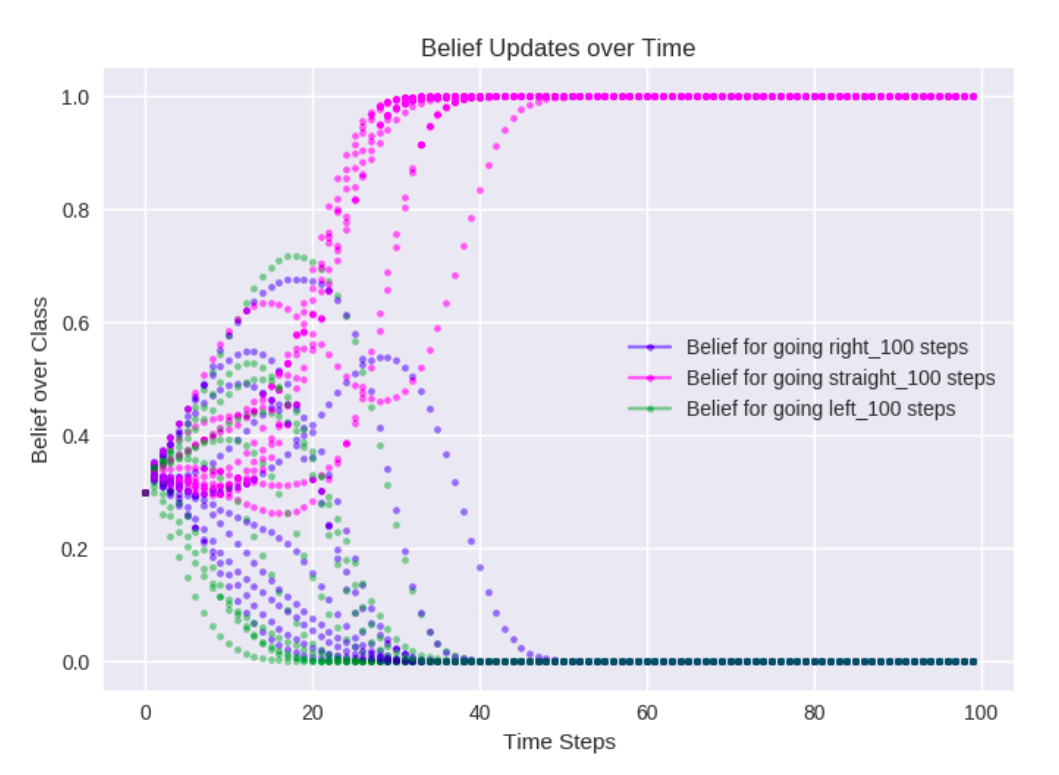 Belief Updates over Time
1.0
0.8
0.6
0.4
0.2
0.0
Belief over Class
Belief for going right_100 steps
Belief for going straight_100 steps
Belief for going left_100 steps
0 20 40 60 80 100
Time Steps